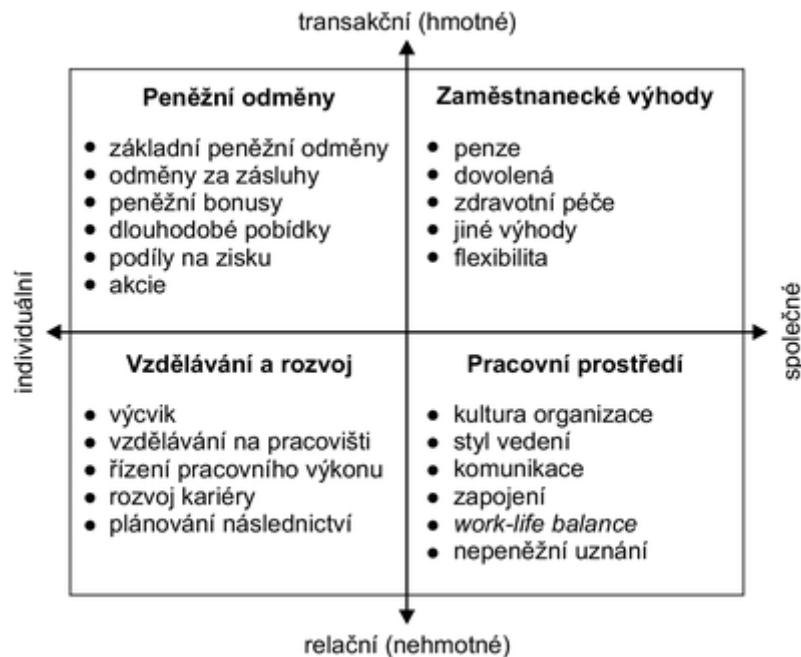 transakční (hmotné)
Peněžní odměny
● základní peněžní odměny
● odměny za zásluhy
● peněžní bonusy
● dlouhodobé pobídky
● podíly na zisku
● akcie
Zaměstnanecké výhody
● penze
● dovolená
● zdravotní péče
● jiné výhody
● flexibilita
individuální
společné
Vzdělávání a rozvoj
● výcvik
● vzdělávání na pracovišti
● řízení pracovního výkonu
● rozvoj kariéry
● plánování následnictví
Pracovní prostředí
● kultura organizace
● styl vedení
● komunikace
● zapojení
● work-life balance
● nepeněžní uznání
relační (nehmotné)